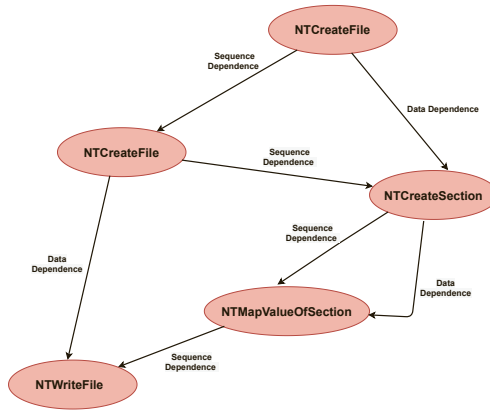 NTCreateFile
Sequence
Dependence
Data Dependence
NTCreateFile
Sequence
Dependence
NTCreateSection
Sequence
Dependence
Data
Dependence
Data
Dependence
NTMapValueOfSection
Sequence
Dependence
NTWriteFile